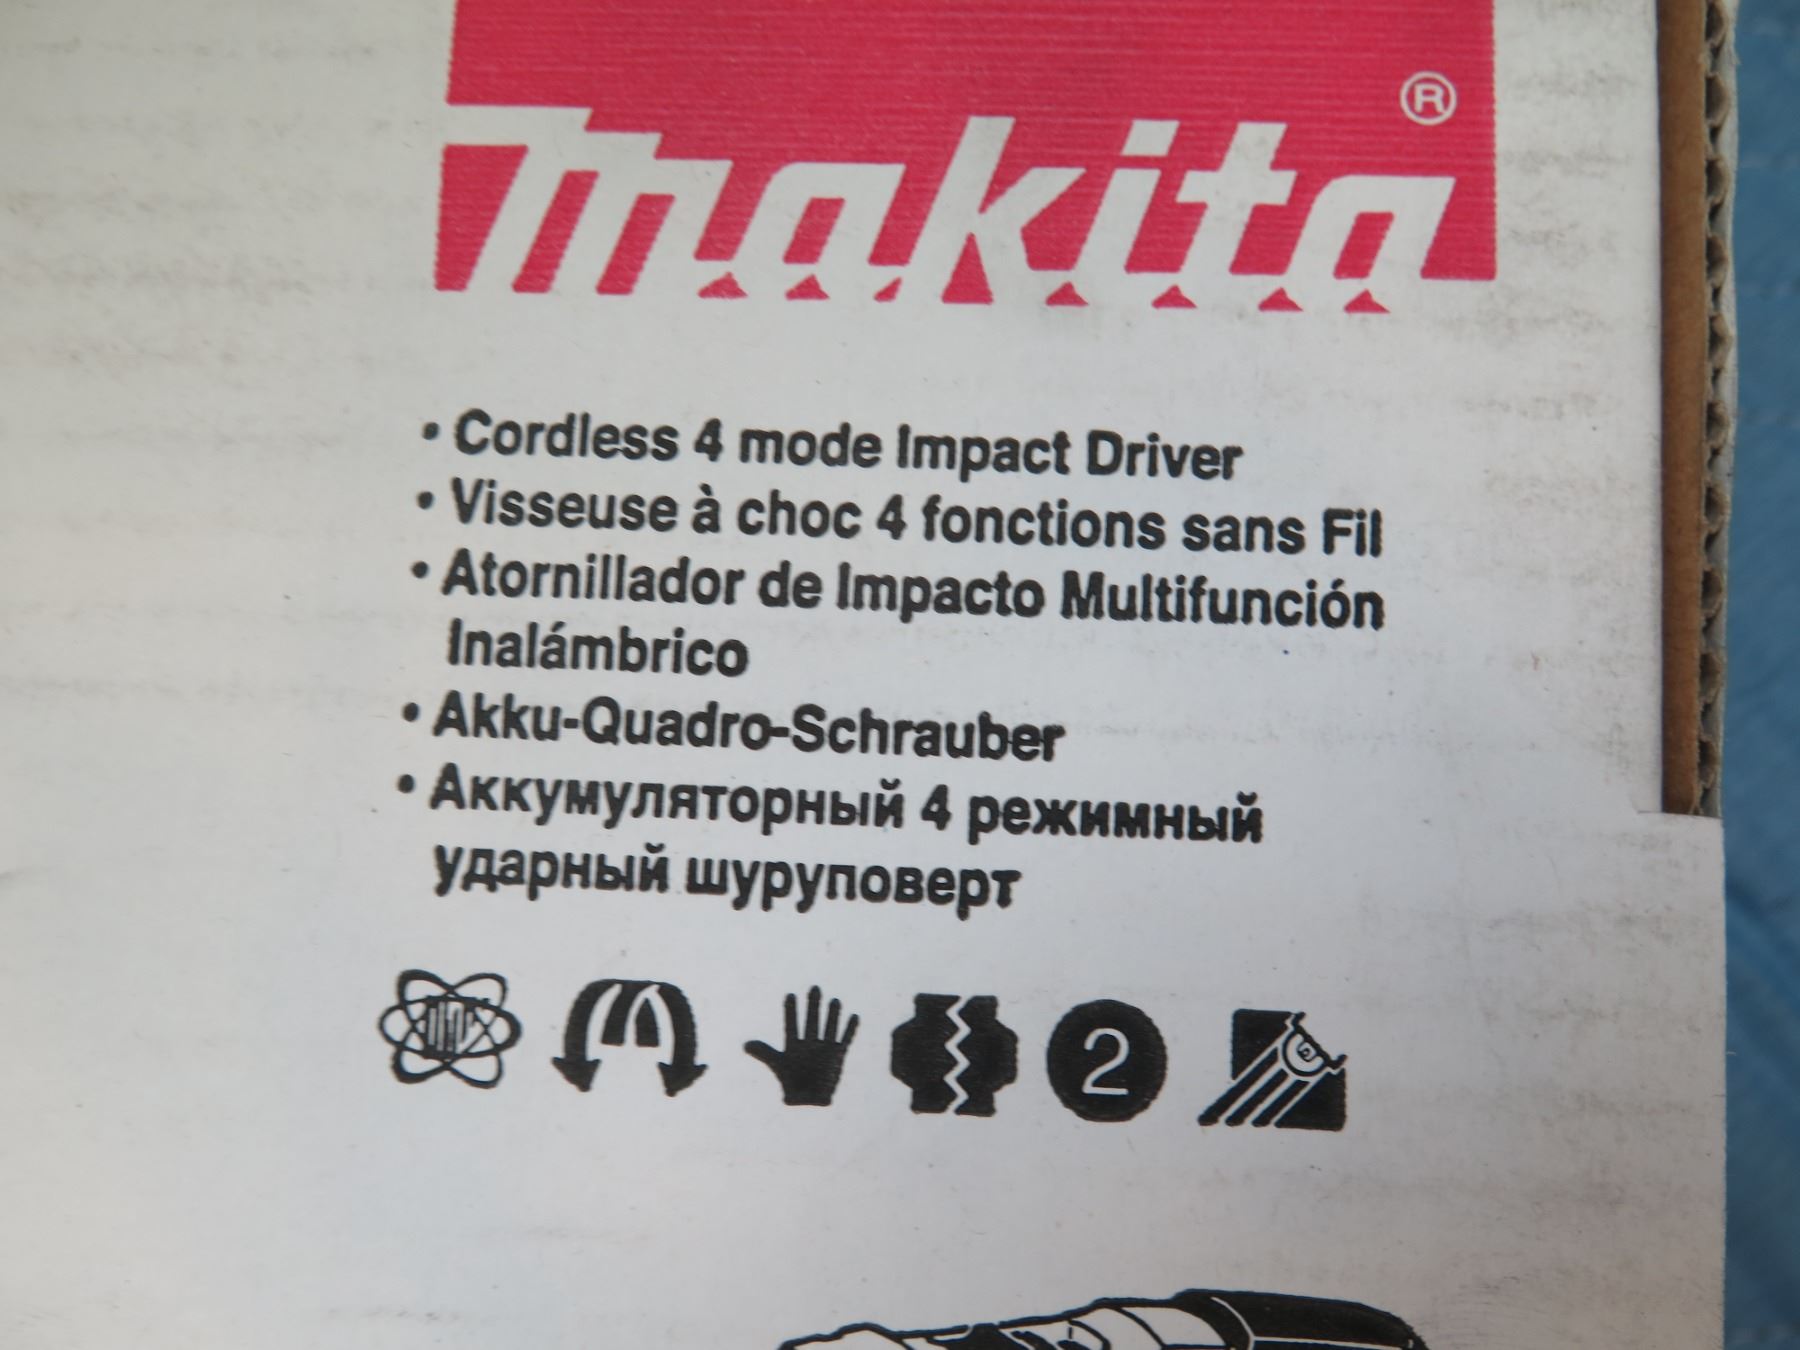 makita®
• Cordless 4 mode Impact Driver
• Visseuse à choc 4 fonctions sans Fil
• Atornillador de Impacto Multifunción
Inalámbrico
• Akku-Quadro-Schrauber
• Аккумуляторный 4 режимный
ударный шуруповерт
2